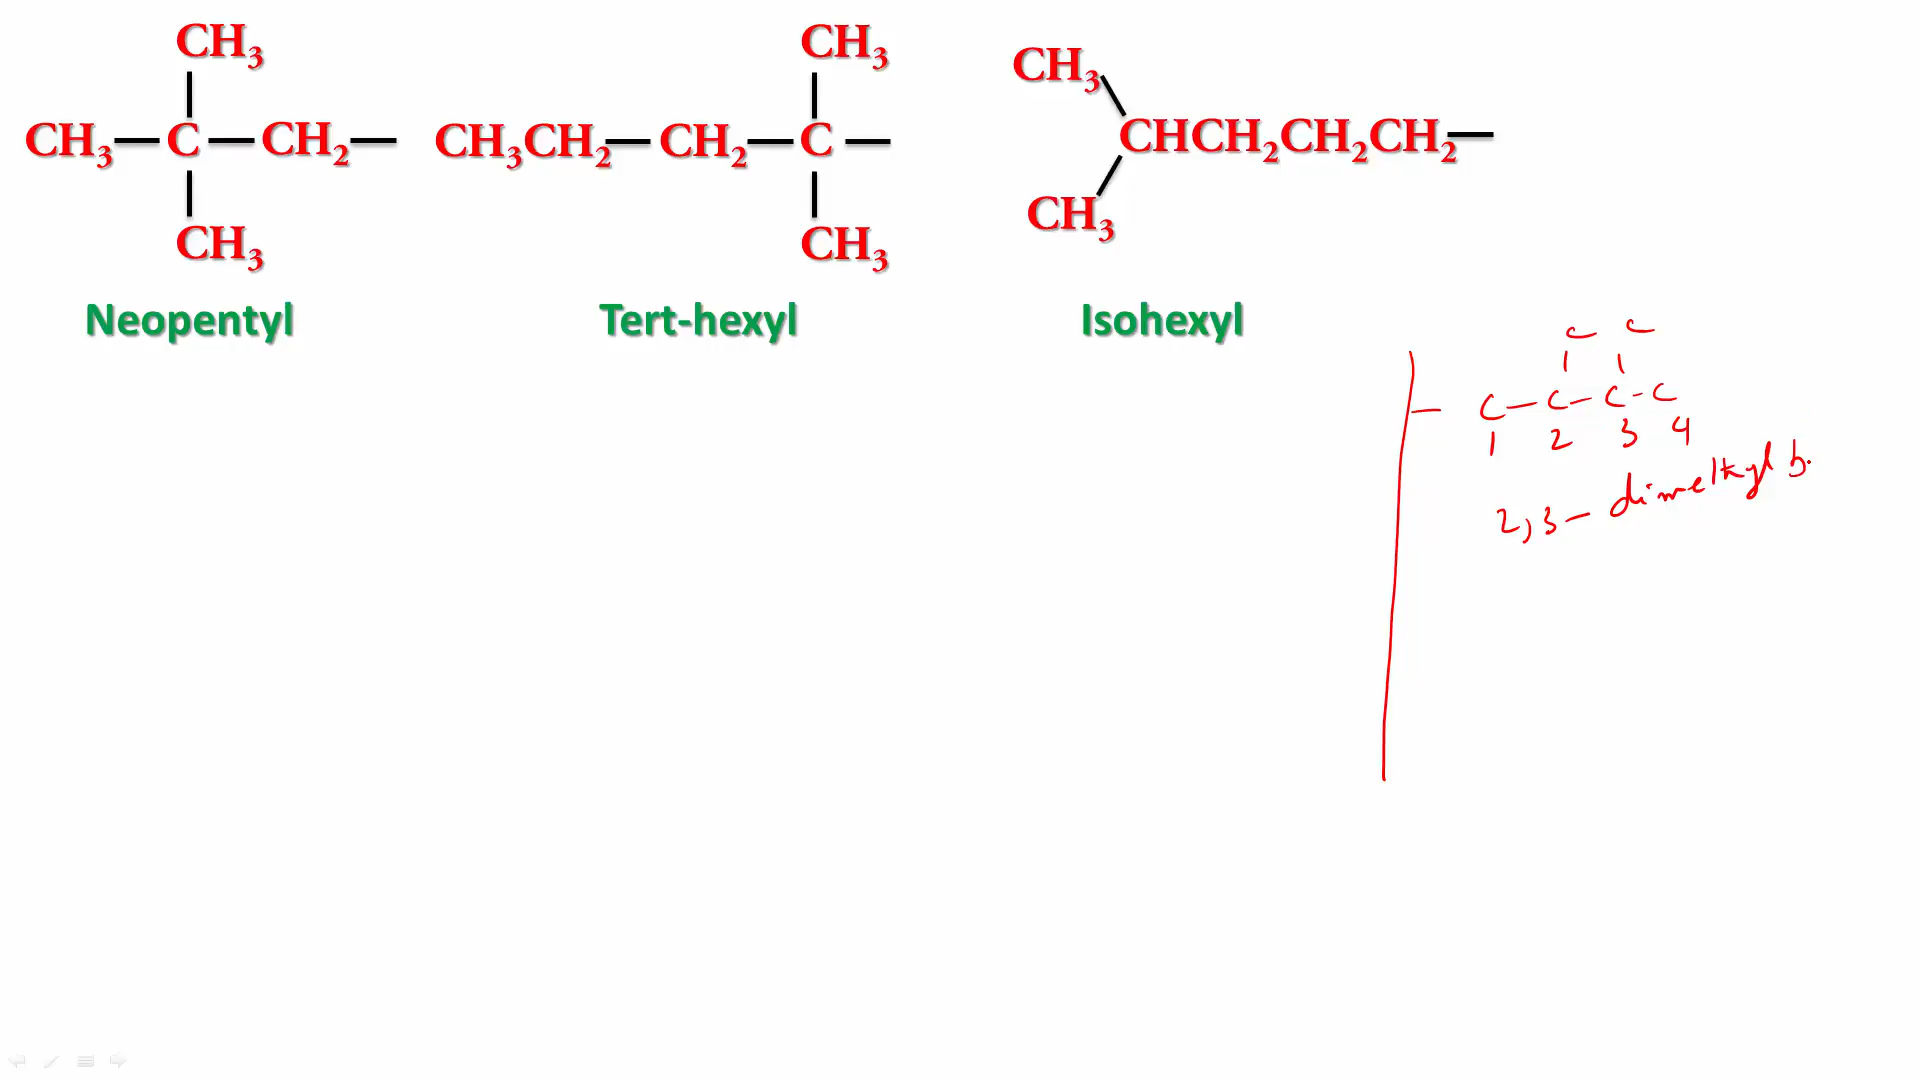 CH3 CH3 CH3
CH3—C—CH2— CH3CH2—CH2—C— CHCH2CH2CH2—
CH3 CH3 CH3
Neopentyl Tert-hexyl Isohexyl
C C
C—C—C-C
1 2 3 4
2,3- dimethyl b.